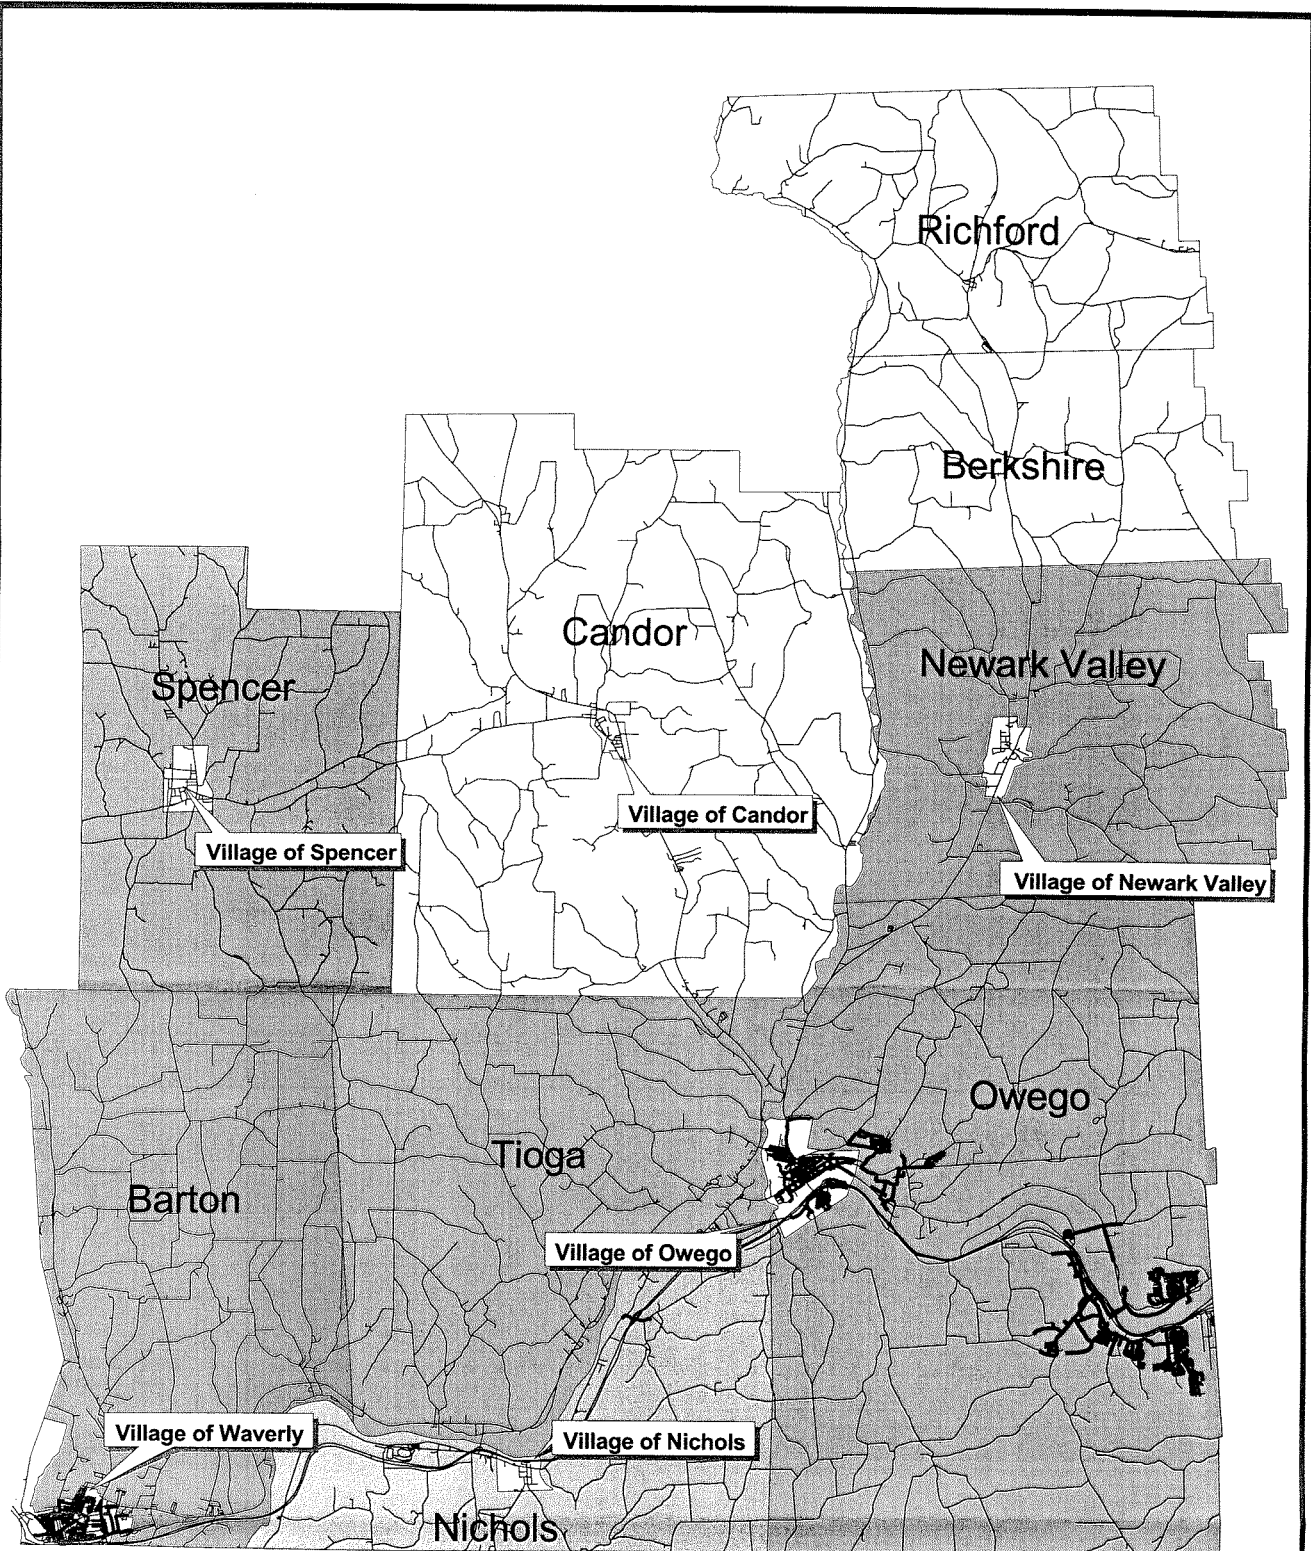 Richford
Berkshire
Candor
Newark Valley
Spencer
Village of Candor
Village of Spencer
Village of Newark Valley
Owego
Tioga
Barton
Village of Owego
Village of Waverly
Village of Nichols
Nichols